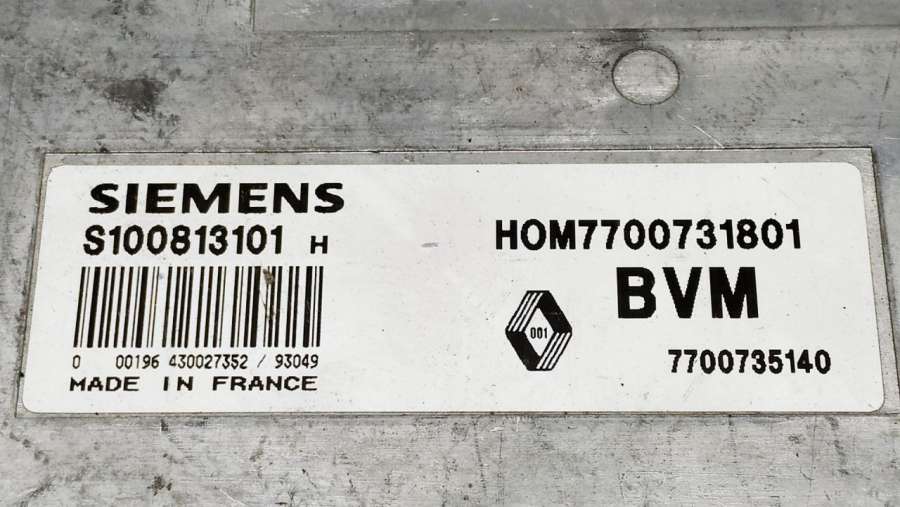 SIEMENS
S100813101 H
0 00196 430027352 / 93049
MADE IN FRANCE
HOM7700731801
BVM
001
7700735140